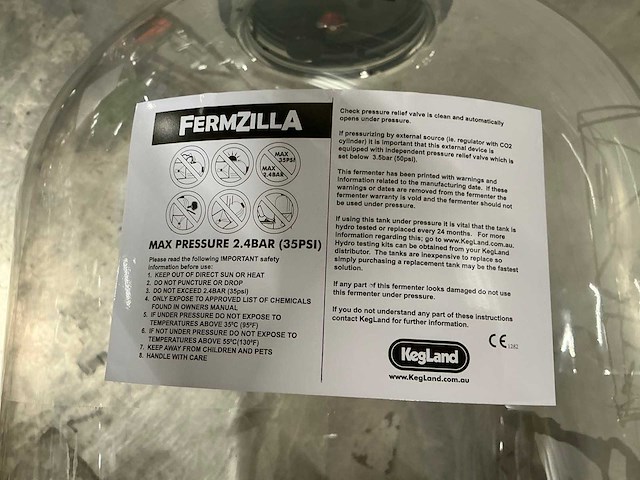 FERMZILLA
MAX
35PSI
MAX
2.4BAR
MAX PRESSURE 2.4BAR (35PSI)
Please read the following IMPORTANT safety
information before use:
1. KEEP OUT OF DIRECT SUN OR HEAT
2. DO NOT PUNCTURE OR DROP
3. DO NOT EXCEED 2.4BAR (35psi)
4. ONLY EXPOSE TO APPROVED LIST OF CHEMICALS
FOUND IN OWNERS MANUAL
5. IF UNDER PRESSURE DO NOT EXPOSE TO
TEMPERATURES ABOVE 35°C (95°F)
6. IF NOT UNDER PRESSURE DO NOT EXPOSE TO
TEMPERATURES ABOVE 55°C(130°F)
7. KEEP AWAY FROM CHILDREN AND PETS
8. HANDLE WITH CARE
Check pressure relief valve is clean and automatically
opens under pressure.
If pressurizing by external source (ie. regulator with CO2
cylinder) it is important that this external device is
equipped with independent pressure relief valve which is
set below 3.5bar (50psi).
This fermenter has been printed with warnings and
information related to the manufacturing date. If these
warnings or dates are removed from the fermenter the
fermenter warranty is void and the fermenter should not
be used under pressure.
If using this tank under pressure it is vital that the tank is
hydro tested or replaced every 24 months. For more
information regarding this; go to www.KegLand.com.au.
Hydro testing kits can be obtained from your KegLand
distributor. The tanks are inexpensive to replace so
simply purchasing a replacement tank may be the fastest
solution.
If any part of this fermenter looks damaged do not use
this fermenter under pressure.
If you do not understand any part of these instructions
contact KegLand for further information.
CE 1282
KegLand
www.KegLand.com.au